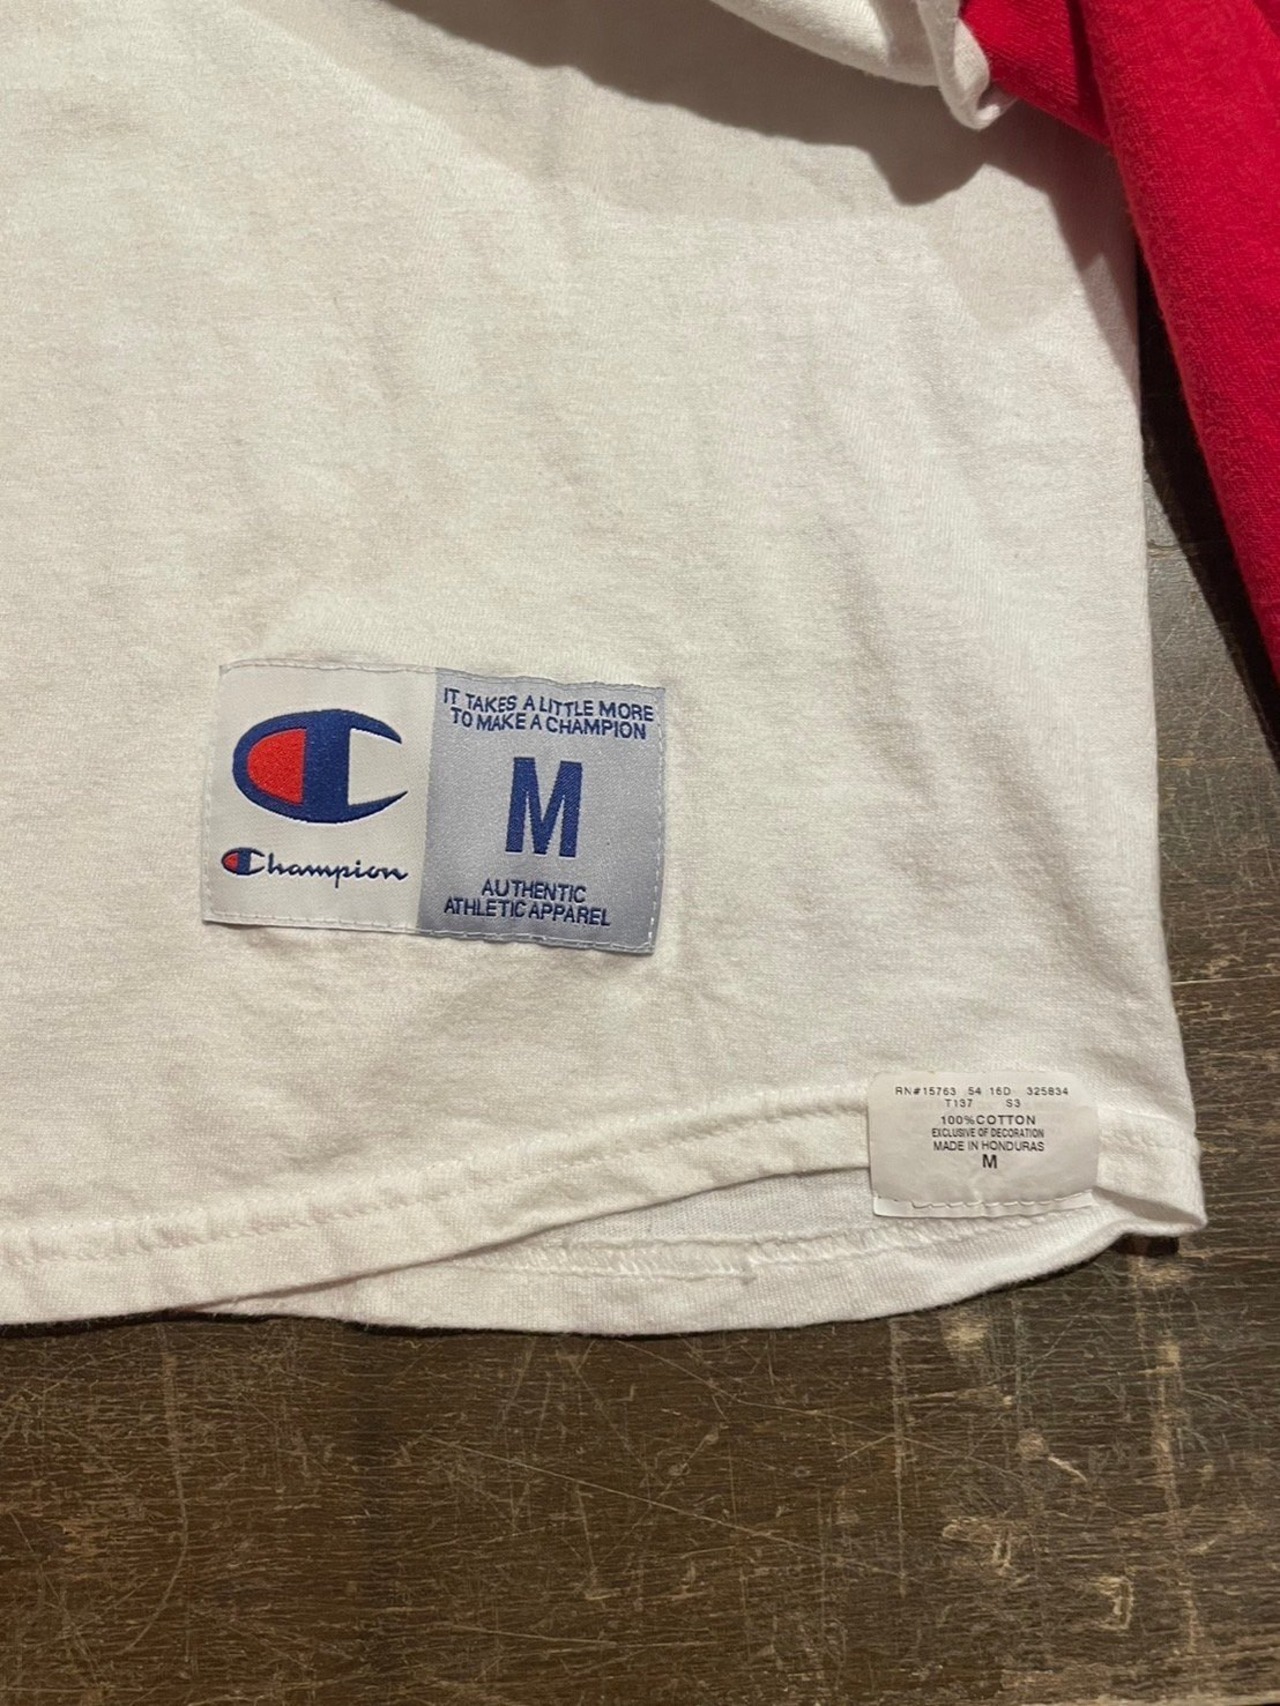 IT TAKES A LITTLE MORE
TO MAKE A CHAMPION
M
Champion
AUTHENTIC
ATHLETIC APPAREL
RN#15763 54 16D 325834
T137 S3
100%COTTON
EXCLUSIVE OF DECORATION
MADE IN HONDURAS
M